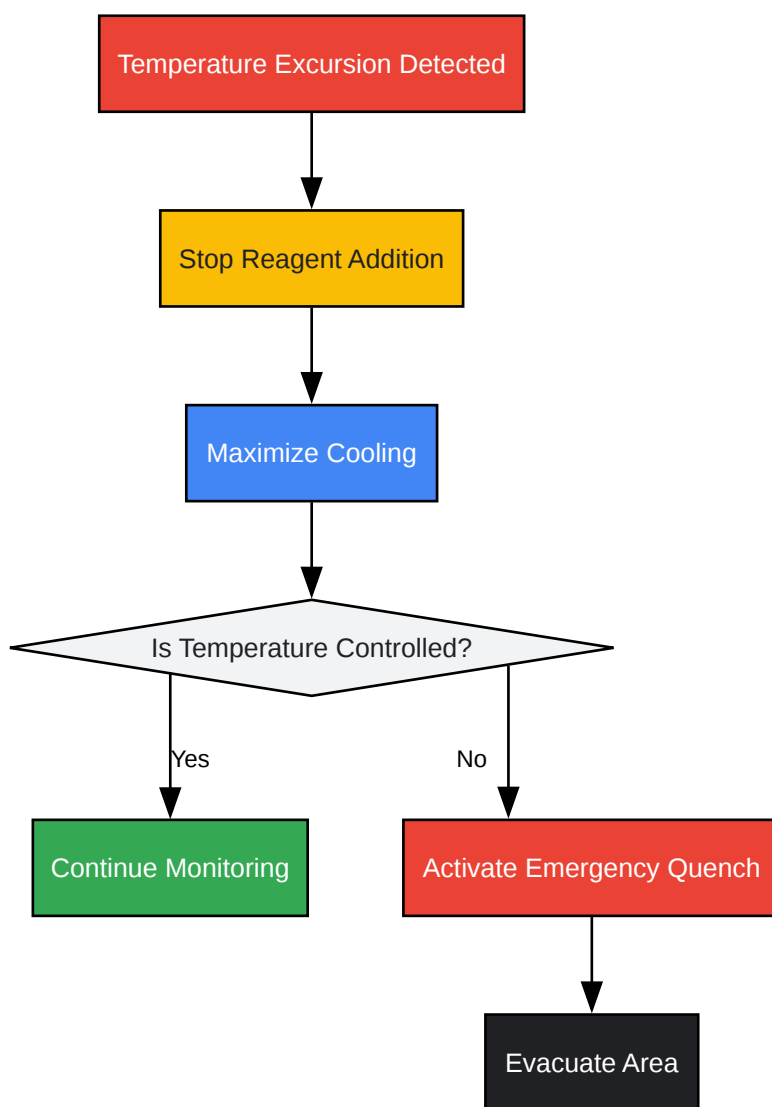 Temperature Excursion Detected
Stop Reagent Addition
Maximize Cooling
Is Temperature Controlled?
Yes
No
Continue Monitoring
Activate Emergency Quench
Evacuate Area